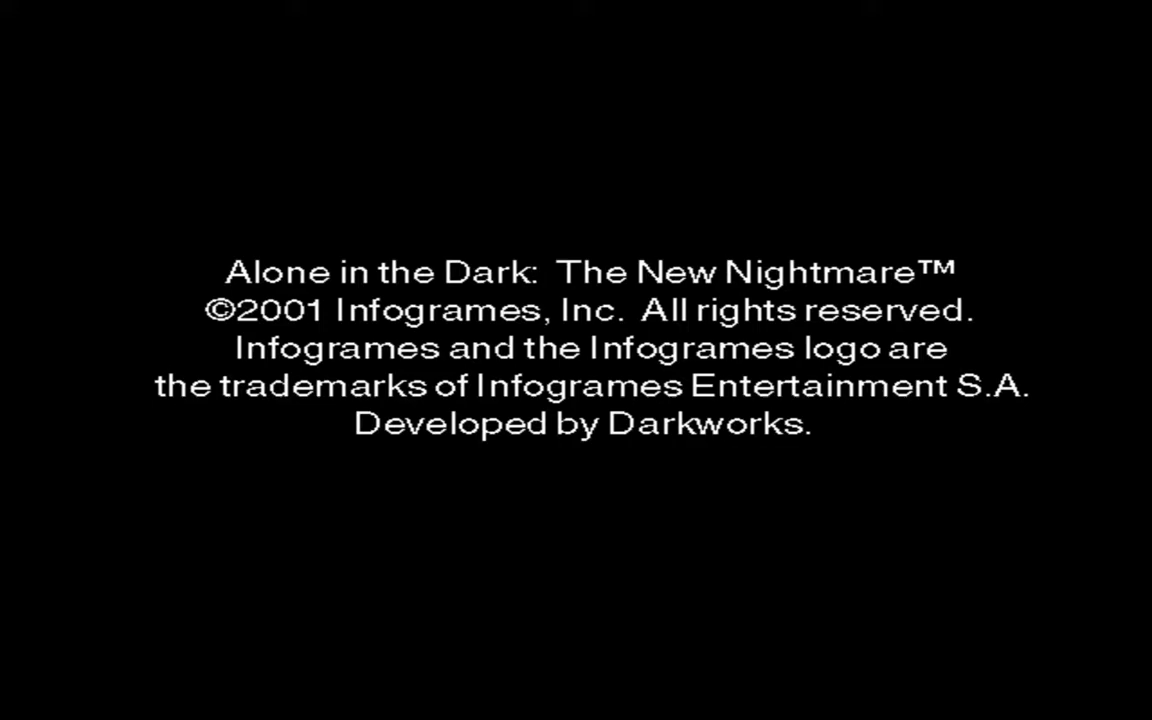 Alone in the Dark:  The New Nightmare™
©2001 Infogrames, Inc.  All rights reserved.
Infogrames and the Infogrames logo are
the trademarks of Infogrames Entertainment S.A.
Developed by Darkworks.